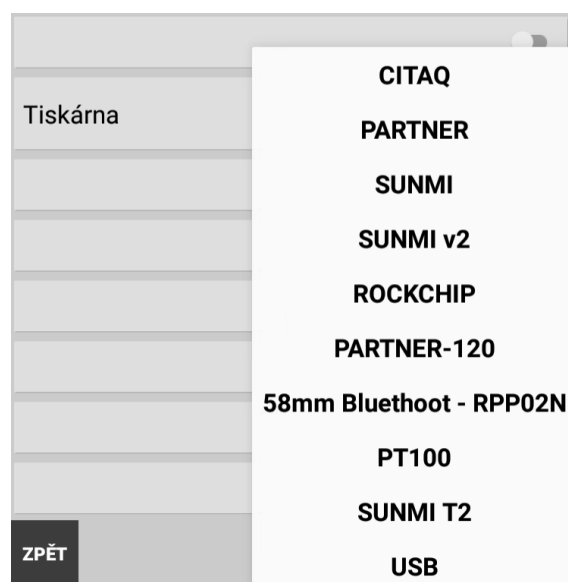 CITAQ
Tiskárna
PARTNER
SUNMI
SUNMI v2
ROCKCHIP
PARTNER-120
58mm Bluethoot - RPP02N
PT100
SUNMI T2
ZPĚT
USB